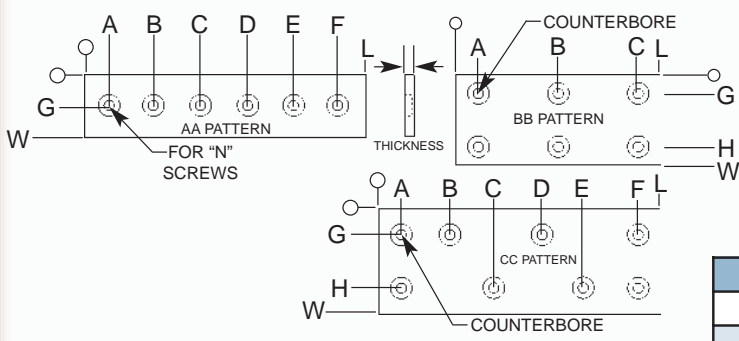 A B C D E F L
G
W
AA PATTERN
FOR "N"
SCREWS
THICKNESS
COUNTERBORE
A B C L
G
BB PATTERN
H
W
A B C D E F L
G
CC PATTERN
H
W
COUNTERBORE